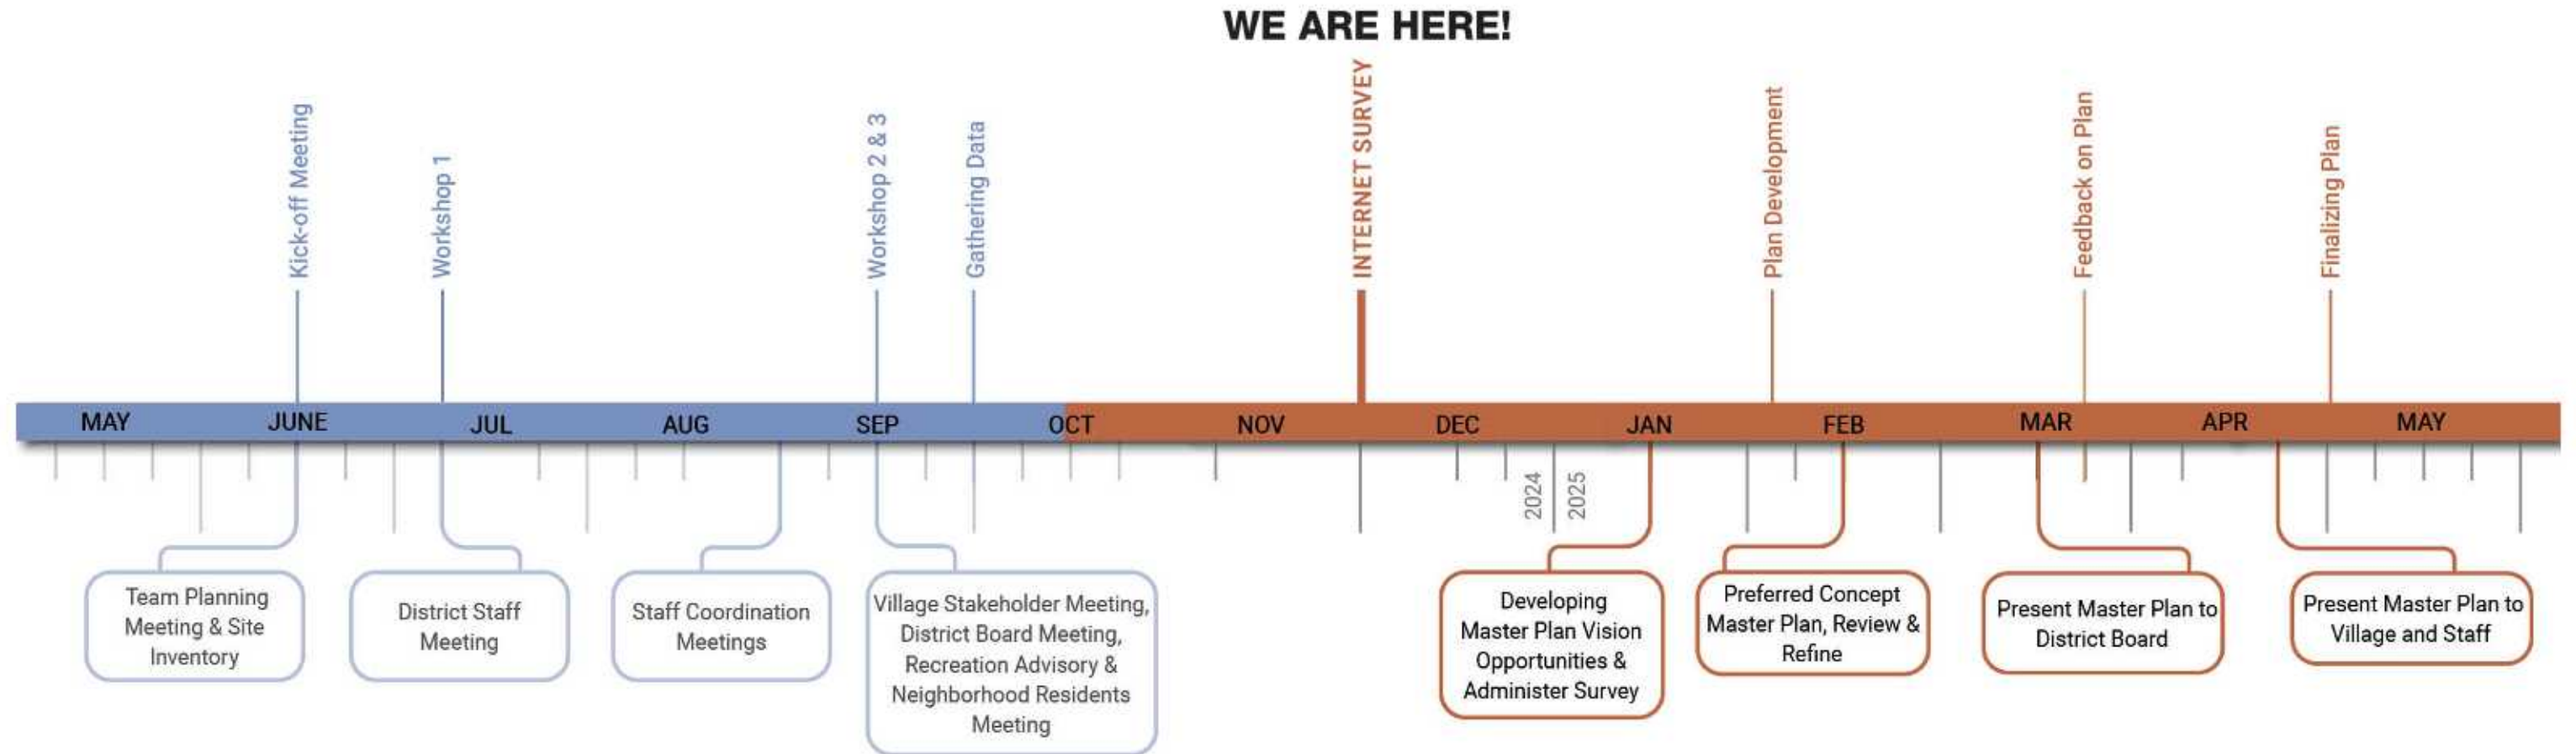 WE ARE HERE!
Kick-off Meeting
Workshop 1
Workshop 2 & 3
Gathering Data
INTERNET SURVEY
Plan Development
Feedback on Plan
Finalizing Plan
MAY
JUNE
JUL
AUG
SEP
OCT
NOV
DEC
JAN
FEB
MAR
APR
MAY
2024
2025
Team Planning
Meeting & Site
Inventory
District Staff
Meeting
Staff Coordination
Meetings
Village Stakeholder Meeting,
District Board Meeting,
Recreation Advisory &
Neighborhood Residents
Meeting
Developing
Master Plan Vision
Opportunities &
Administer Survey
Preferred Concept
Master Plan, Review &
Refine
Present Master Plan to
District Board
Present Master Plan to
Village and Staff